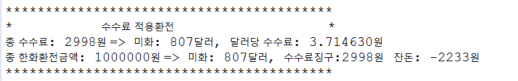 ******************************************
*             수수료 적용환전                           *
총 수수료: 2998원 => 미화: 807달러, 달러당 수수료: 3.714630원
총 한화환전금액: 1000000원 => 미화: 807달러, 수수료징구:2998원  잔돈: -2233원
******************************************